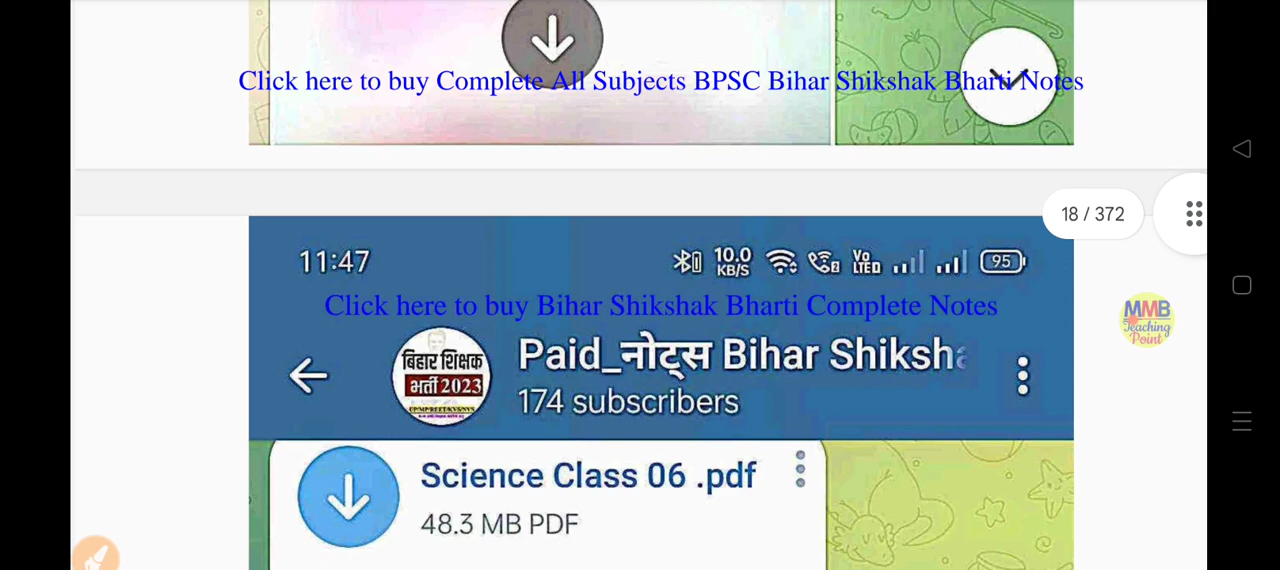 Click here to buy Complete All Subjects BPSC Bihar Shikshak Bharti Notes
18 / 372
11:47
10.0
KB/S
Vo
LTED
95
Click here to buy Bihar Shikshak Bharti Complete Notes
MMB
Teaching
Point
बिहार शिक्षक
भर्ती 2023
Paid_नोट्स Bihar Shiksha
174 subscribers
Science Class 06 .pdf
48.3 MB PDF